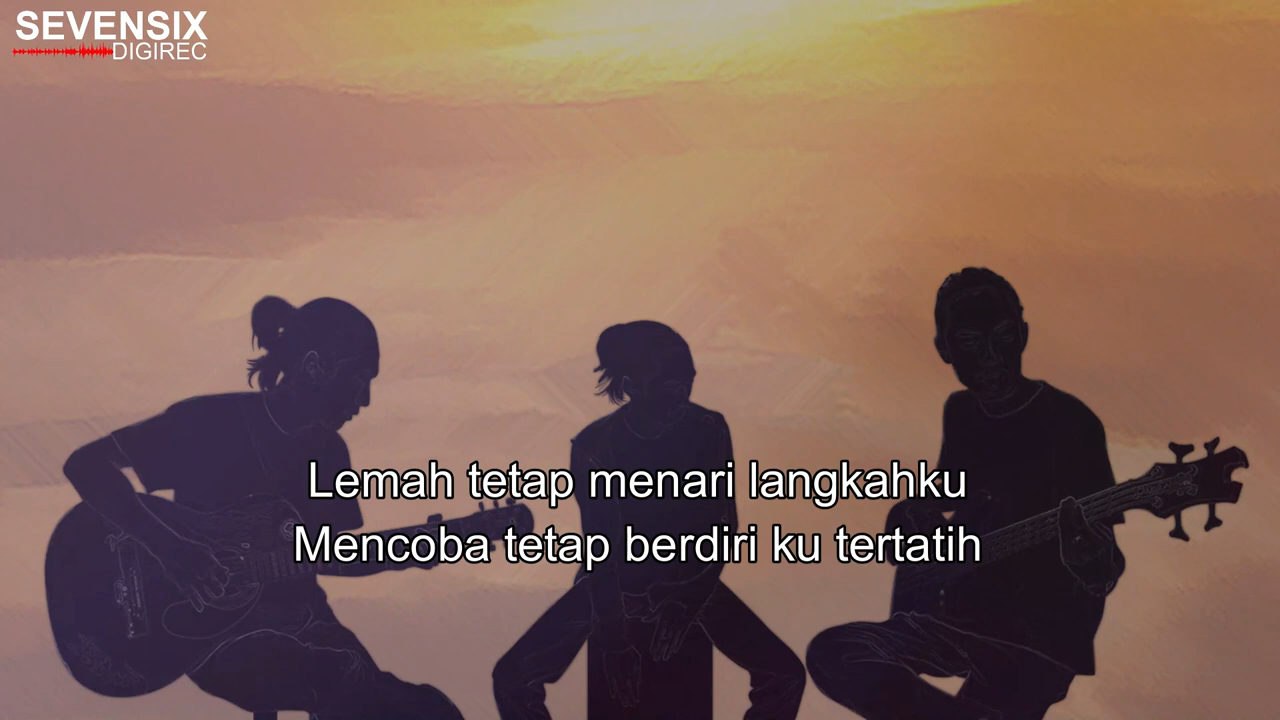 SEVENSIX
DIGIREC
Lemah tetap menari langkahku
Mencoba tetap berdiri ku tertatih